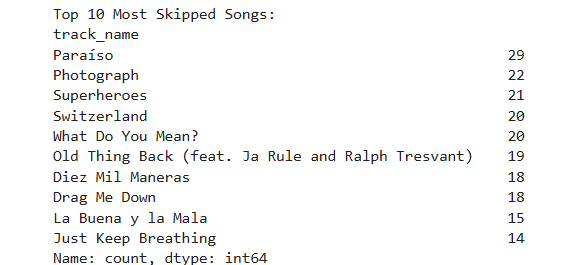 Top 10 Most Skipped Songs:
track_name
Paraíso 29
Photograph 22
Superheroes 21
Switzerland 20
What Do You Mean? 20
Old Thing Back (feat. Ja Rule and Ralph Tresvant) 19
Diez Mil Maneras 18
Drag Me Down 18
La Buena y la Mala 15
Just Keep Breathing 14
Name: count, dtype: int64